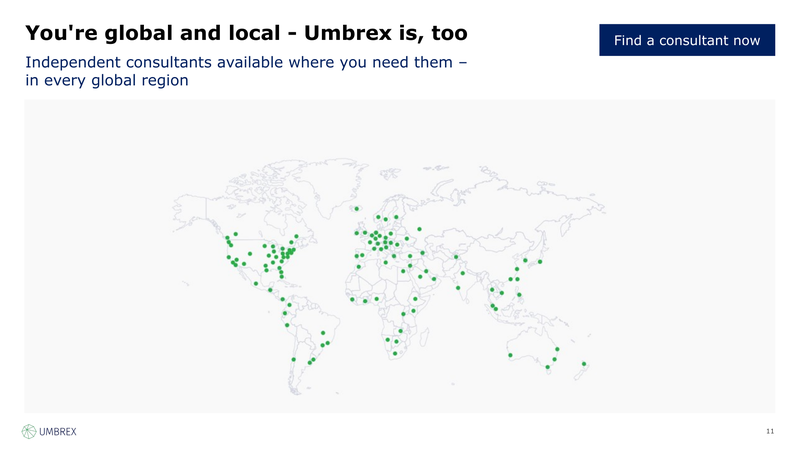 You're global and local - Umbrex is, too
Find a consultant now
Independent consultants available where you need them –
in every global region
UMBREX
11